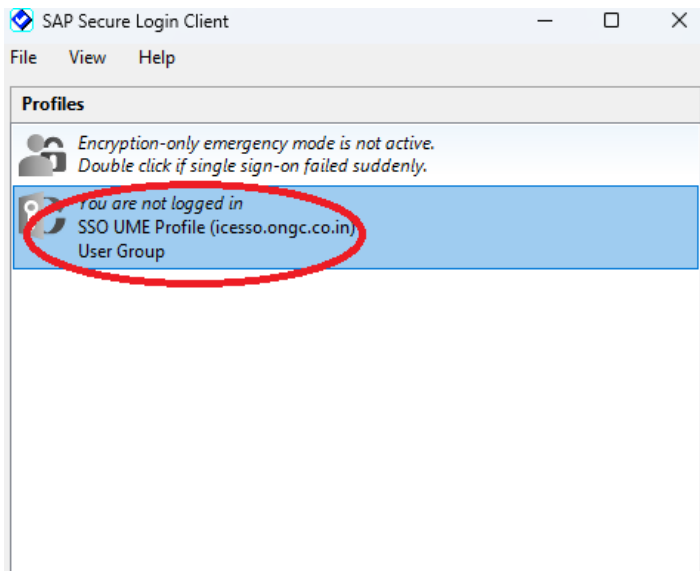 SAP Secure Login Client
File View Help
Profiles
Encryption-only emergency mode is not active.
Double click if single sign-on failed suddenly.
You are not logged in
SSO UME Profile (icesso.ongc.co.in)
User Group